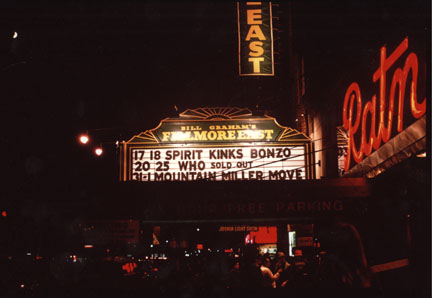 EAST
BILL GRAHAM'S
FILLMORE EAST
17 18 SPIRIT KINKS BONZO
20 25 WHO SOLD OUT
31-1 MOUNTAIN MILLER MOVE
Ratn
FREE PARKING